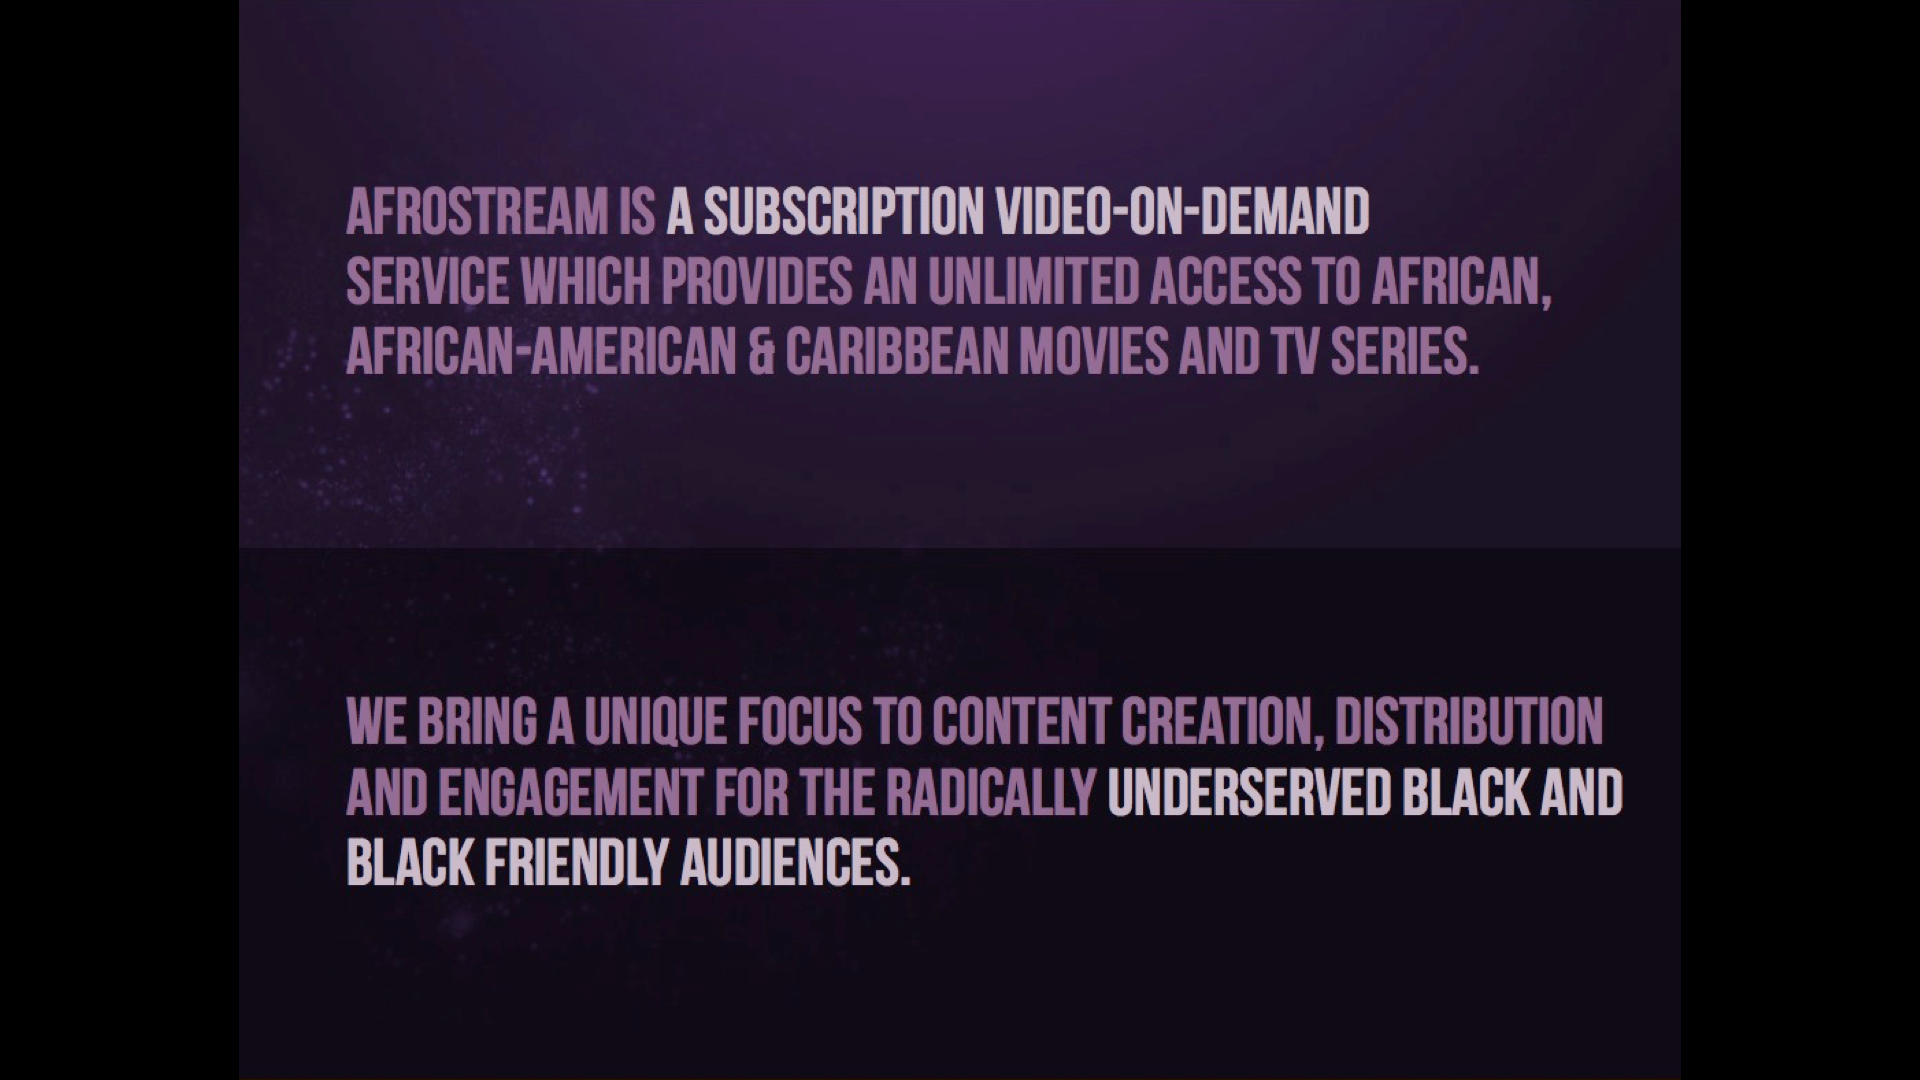 AFROSTREAM IS A SUBSCRIPTION VIDEO-ON-DEMAND
SERVICE WHICH PROVIDES AN UNLIMITED ACCESS TO AFRICAN,
AFRICAN-AMERICAN & CARIBBEAN MOVIES AND TV SERIES.
WE BRING A UNIQUE FOCUS TO CONTENT CREATION, DISTRIBUTION
AND ENGAGEMENT FOR THE RADICALLY UNDERSERVED BLACK AND
BLACK FRIENDLY AUDIENCES.